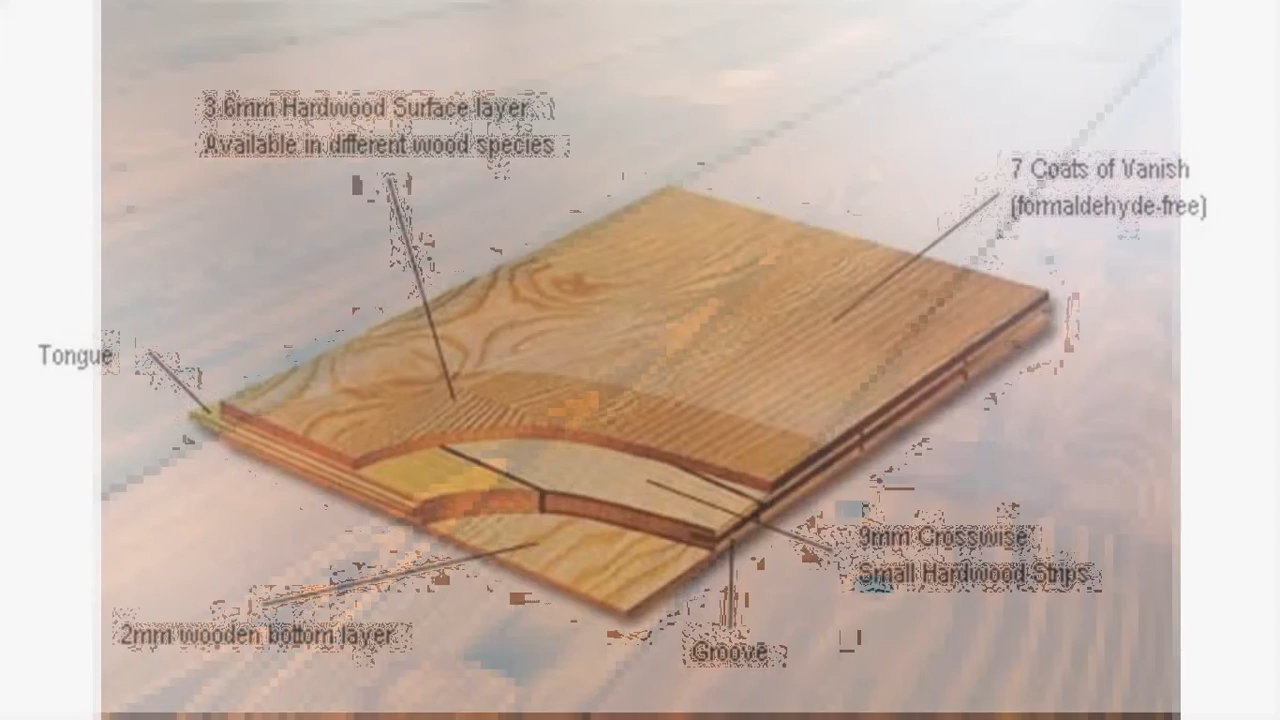 3.6mm Hardwood Surface layer
Available in different wood species
7 Coats of Vanish
(formaldehyde-free)
Tongue
9mm Crosswise
Small Hardwood Strips
2mm wooden bottom layer
Groove